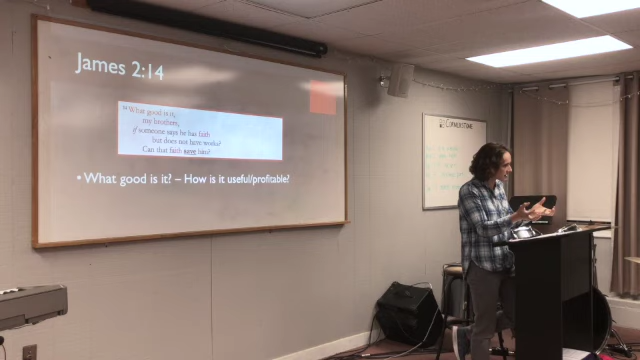 James 2:14
14 What good is it,
my brothers,
if someone says he has faith
but does not have works?
Can that faith save him?
• What good is it? – How is it useful/profitable?
CORNERSTONE